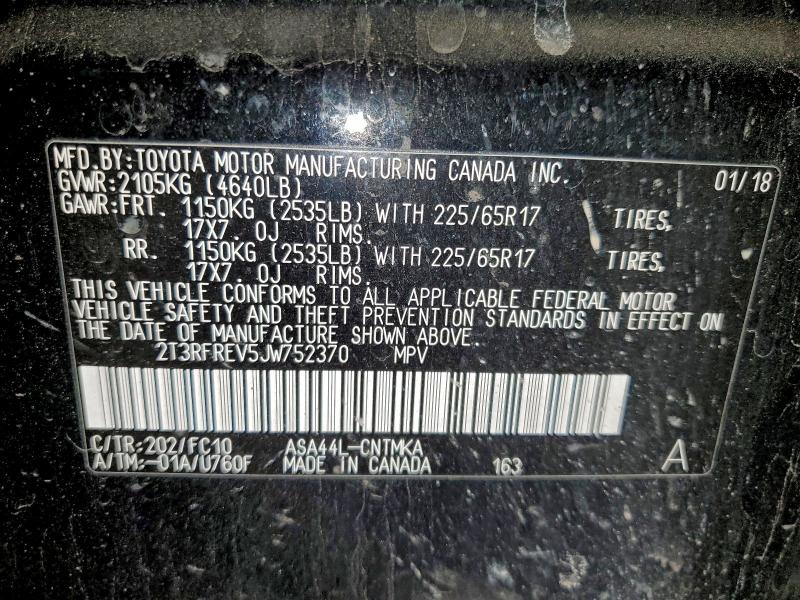 MFD.BY:TOYOTA MOTOR MANUFACTURING CANADA INC. 01/18
GVWR:2105KG (4640LB)
GAWR:FRT. 1150KG (2535LB) WITH 225/65R17 TIRES,
17X7.0J RIMS.
RR. 1150KG (2535LB) WITH 225/65R17 TIRES,
17X7.0J RIMS.
THIS VEHICLE CONFORMS TO ALL APPLICABLE FEDERAL MOTOR
VEHICLE SAFETY AND THEFT PREVENTION STANDARDS IN EFFECT ON
THE DATE OF MANUFACTURE SHOWN ABOVE.
2T3RFREV5JW752370 MPV
C/TR:202/FC10 ASA44L-CNTMKA
A/TM:-01A/U760F MADE IN CANADA 163 A